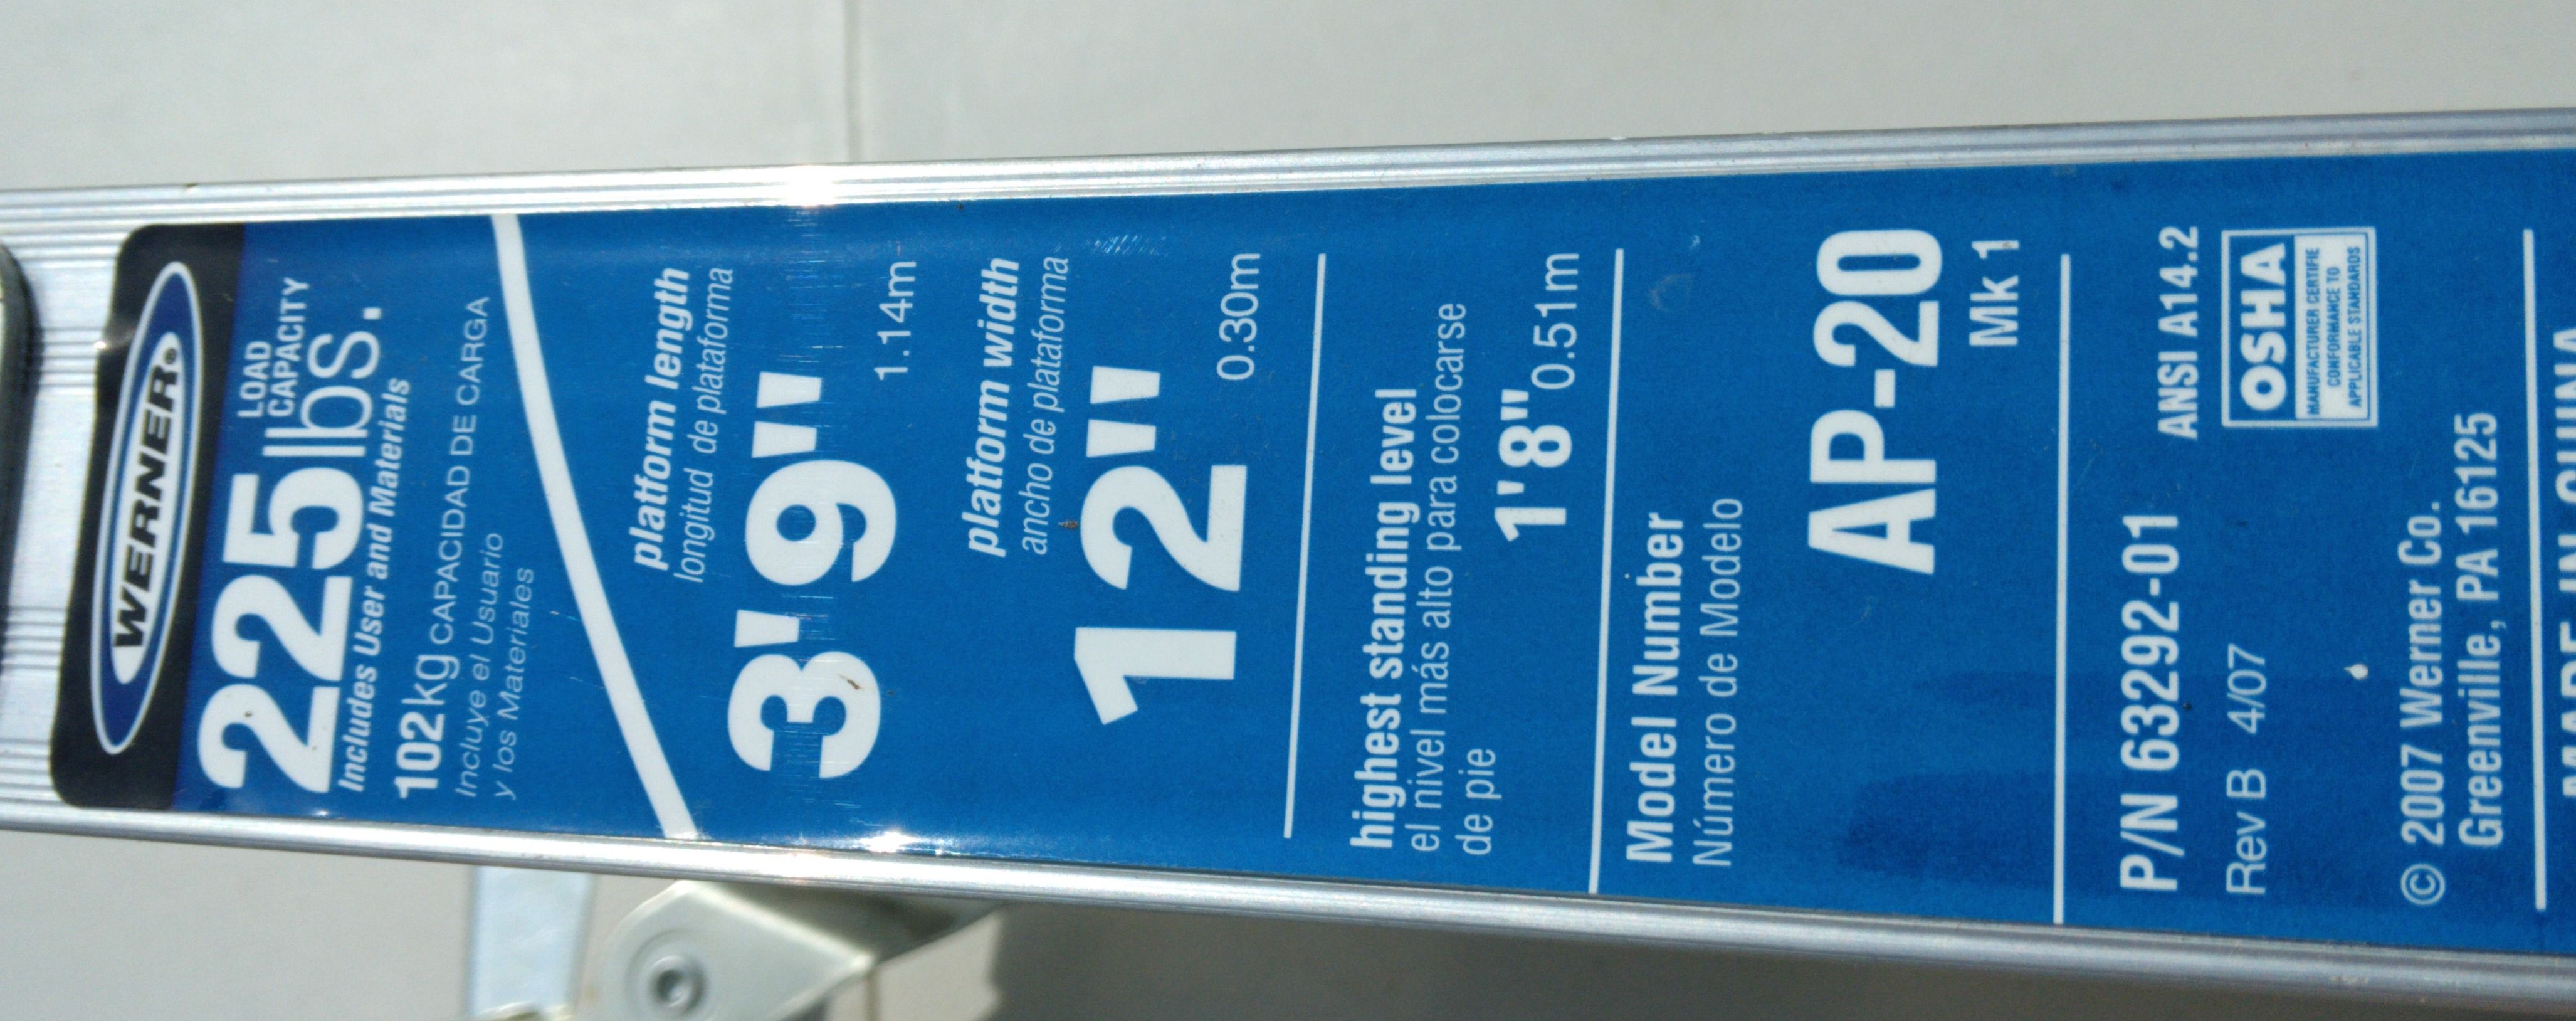 WERNER®
LOAD
CAPACITY
225 lbs.
Includes User and Materials
102kg CAPACIDAD DE CARGA
Incluye el Usuario
y los Materiales
platform length
longitud de plataforma
3'9"
1.14m
platform width
ancho de plataforma
12"
0.30m
highest standing level
el nivel más alto para colocarse
de pie
1'8" 0.51m
Model Number
Número de Modelo
AP-20
Mk 1
P/N 63292-01 ANSI A14.2
Rev B 4/07
OSHA
MANUFACTURER CERTIFIE
CONFORMANCE TO
APPLICABLE STANDARDS
© 2007 Werner Co.
Greenville, PA 16125
MADE IN CHINA